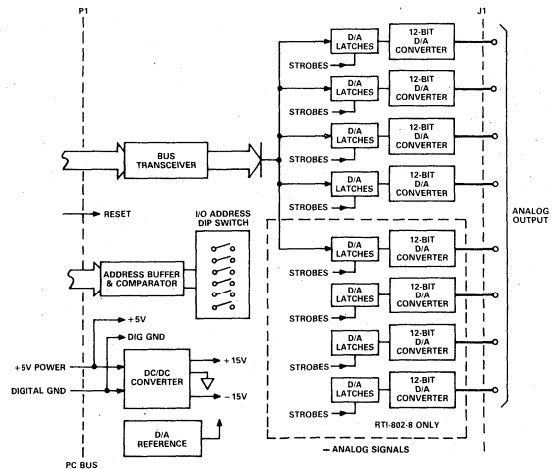 P1
J1
D/A
LATCHES
12-BIT
D/A
CONVERTER
STROBES
D/A
LATCHES
12-BIT
D/A
CONVERTER
STROBES
D/A
LATCHES
12-BIT
D/A
CONVERTER
STROBES
D/A
LATCHES
12-BIT
D/A
CONVERTER
STROBES
BUS
TRANSCEIVER
RESET
I/O ADDRESS
DIP SWITCH
ANALOG
OUTPUT
D/A
LATCHES
12-BIT
D/A
CONVERTER
STROBES
ADDRESS BUFFER
& COMPARATOR
D/A
LATCHES
12-BIT
D/A
CONVERTER
STROBES
+5V
DIG GND
+5V POWER
DIGITAL GND
DC/DC
CONVERTER
+15V
-15V
D/A
LATCHES
12-BIT
D/A
CONVERTER
STROBES
D/A
LATCHES
12-BIT
D/A
CONVERTER
STROBES
D/A
REFERENCE
RTI-802-8 ONLY
– ANALOG SIGNALS
PC BUS